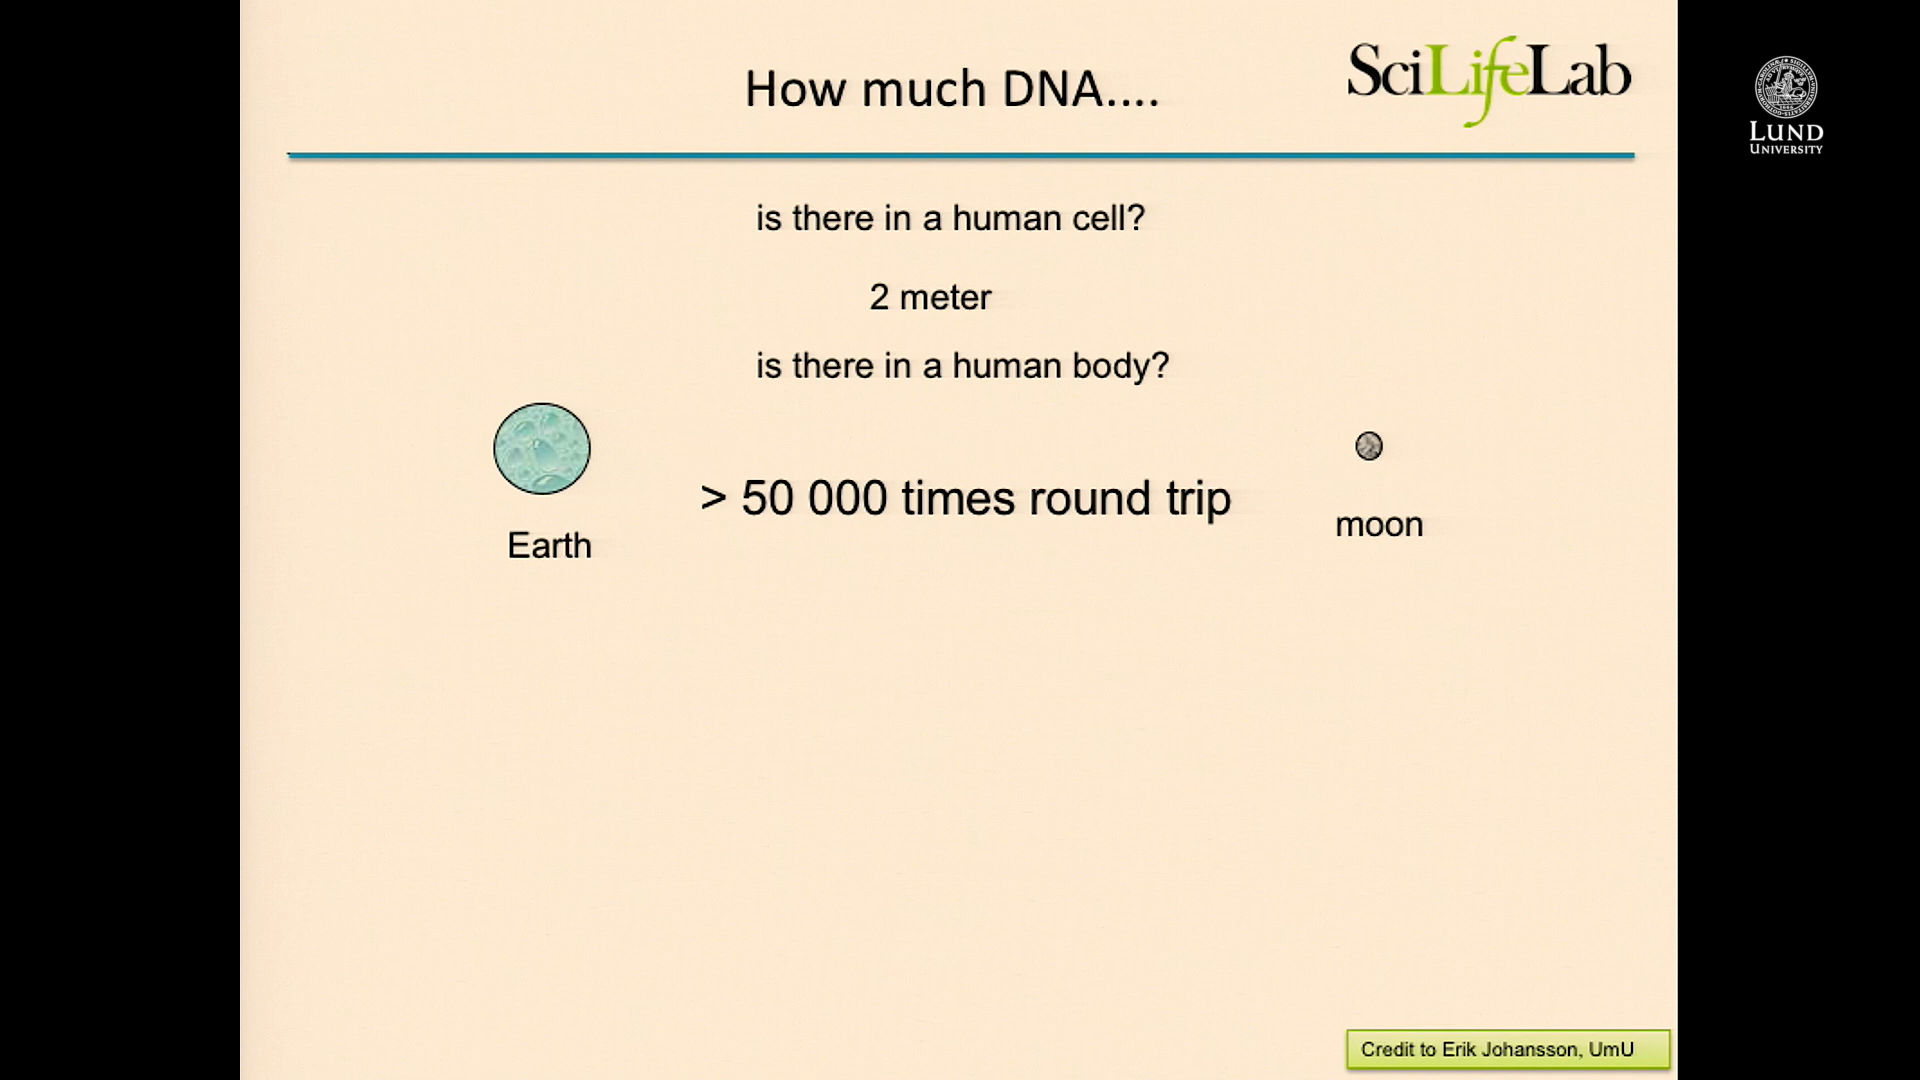 How much DNA....
SciLifeLab
LUND
UNIVERSITY
is there in a human cell?
2 meter
is there in a human body?
> 50 000 times round trip
Earth
moon
Credit to Erik Johansson, UmU